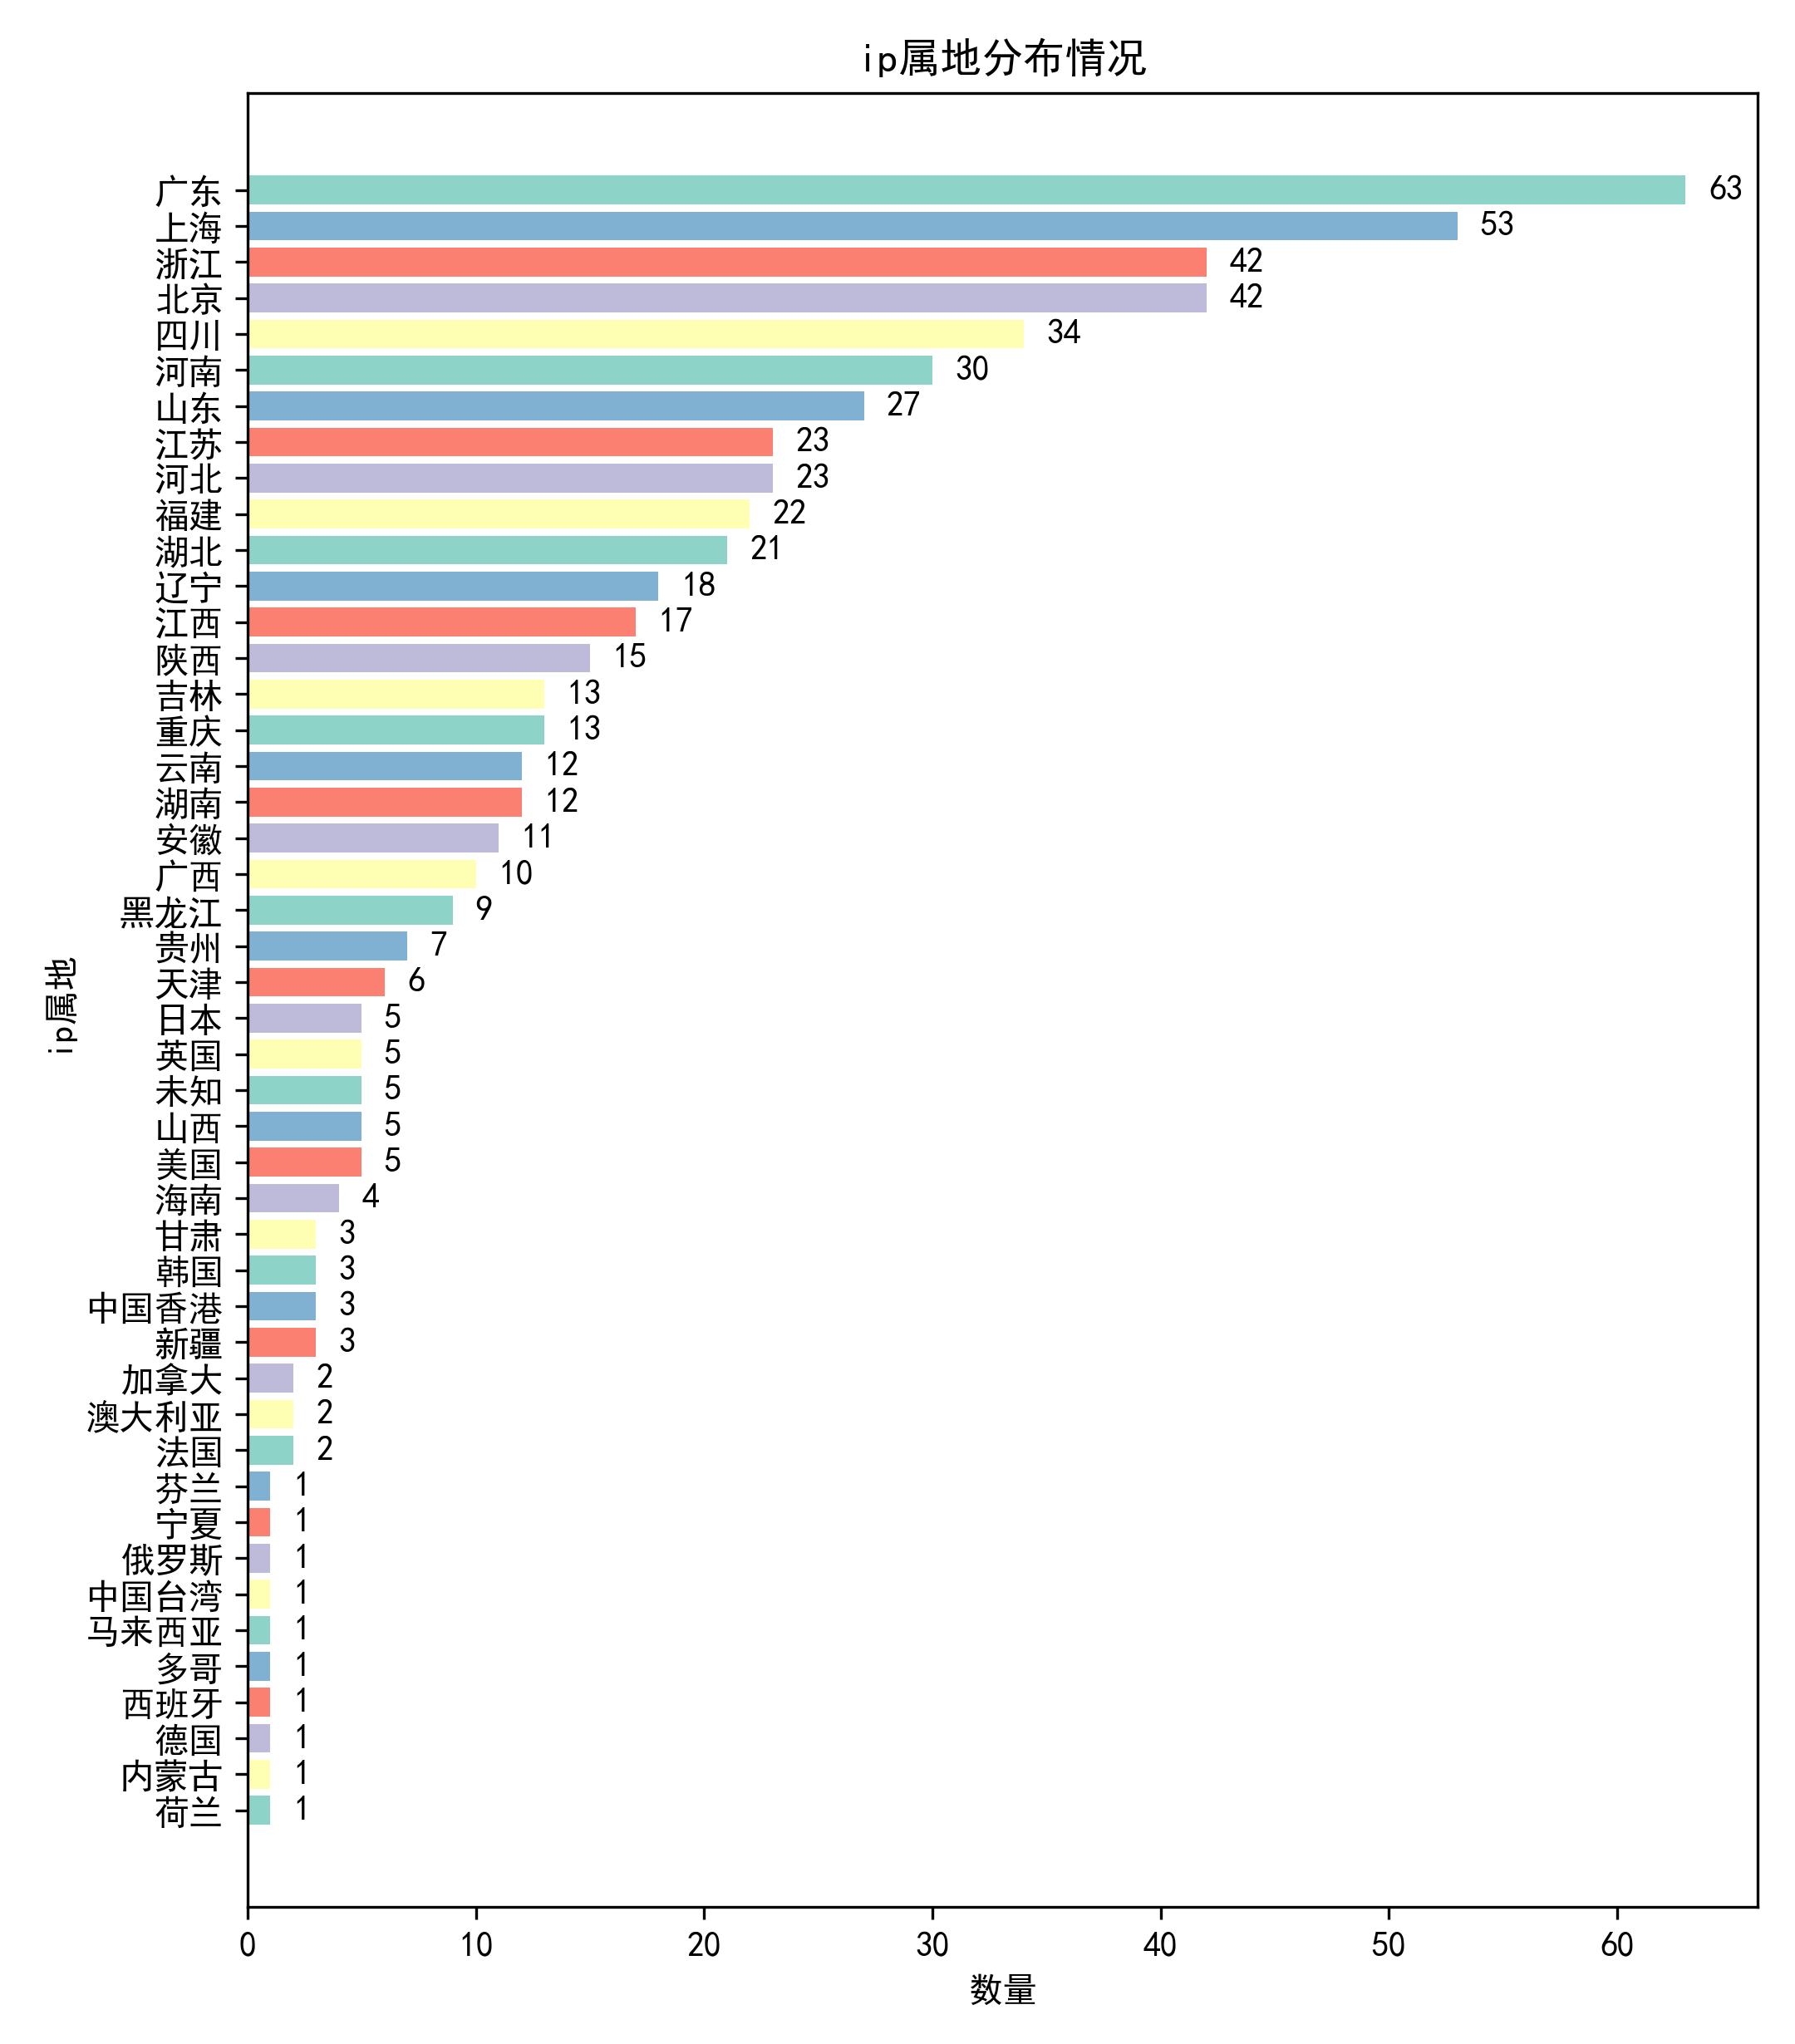 ip属地分布情况
广东 63
上海 53
浙江 42
北京 42
四川 34
河南 30
山东 27
江苏 23
河北 23
福建 22
湖北 21
辽宁 18
江西 17
陕西 15
吉林 13
重庆 13
云南 12
湖南 12
安徽 11
广西 10
黑龙江 9
贵州 7
天津 6
日本 5
英国 5
未知 5
山西 5
美国 5
海南 4
甘肃 3
韩国 3
中国香港 3
新疆 3
加拿大 2
澳大利亚 2
法国 2
芬兰 1
宁夏 1
俄罗斯 1
中国台湾 1
马来西亚 1
多哥 1
西班牙 1
德国 1
内蒙古 1
荷兰 1
ip属地
0 10 20 30 40 50 60
数量